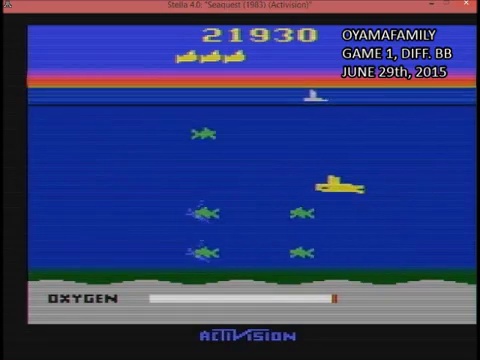 Stella 4.0: "Seaquest (1983) (Activision)"
21930
OYAMAFAMILY
GAME 1, DIFF. BB
JUNE 29th, 2015
OXYGEN
ACTIVISION